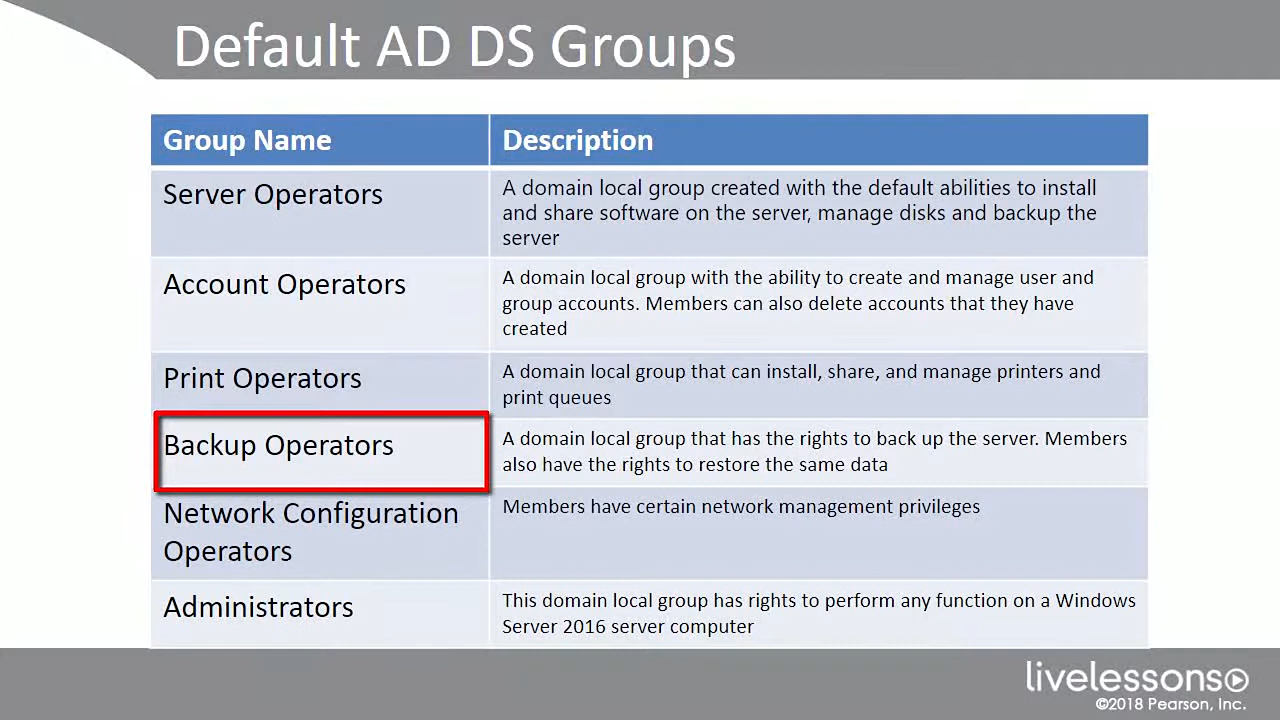 Default AD DS Groups
Group Name
Description
Server Operators
A domain local group created with the default abilities to install
and share software on the server, manage disks and backup the
server
Account Operators
A domain local group with the ability to create and manage user and
group accounts. Members can also delete accounts that they have
created
Print Operators
A domain local group that can install, share, and manage printers and
print queues
Backup Operators
A domain local group that has the rights to back up the server. Members
also have the rights to restore the same data
Network Configuration
Operators
Members have certain network management privileges
Administrators
This domain local group has rights to perform any function on a Windows
Server 2016 server computer
livelessons
©2018 Pearson, Inc.